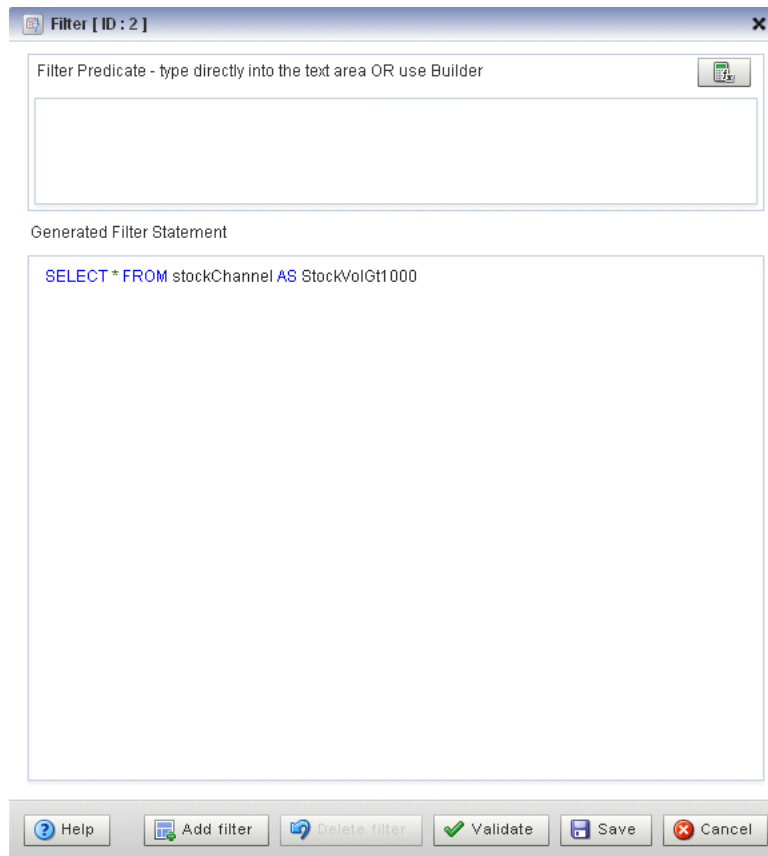 Filter [ ID : 2 ]
Filter Predicate - type directly into the text area OR use Builder
Generated Filter Statement
SELECT * FROM stockChannel AS StockVolGt1000
Help Add filter Delete filter Validate Save Cancel